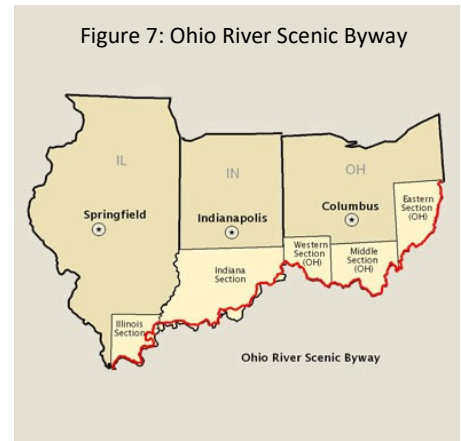 Figure 7: Ohio River Scenic Byway
IL
IN
OH
Springfield
Indianapolis
Columbus
Eastern
Section
(OH)
Western
Section
(OH)
Middle
Section
(OH)
Indiana
Section
Illinois
Section
Ohio River Scenic Byway